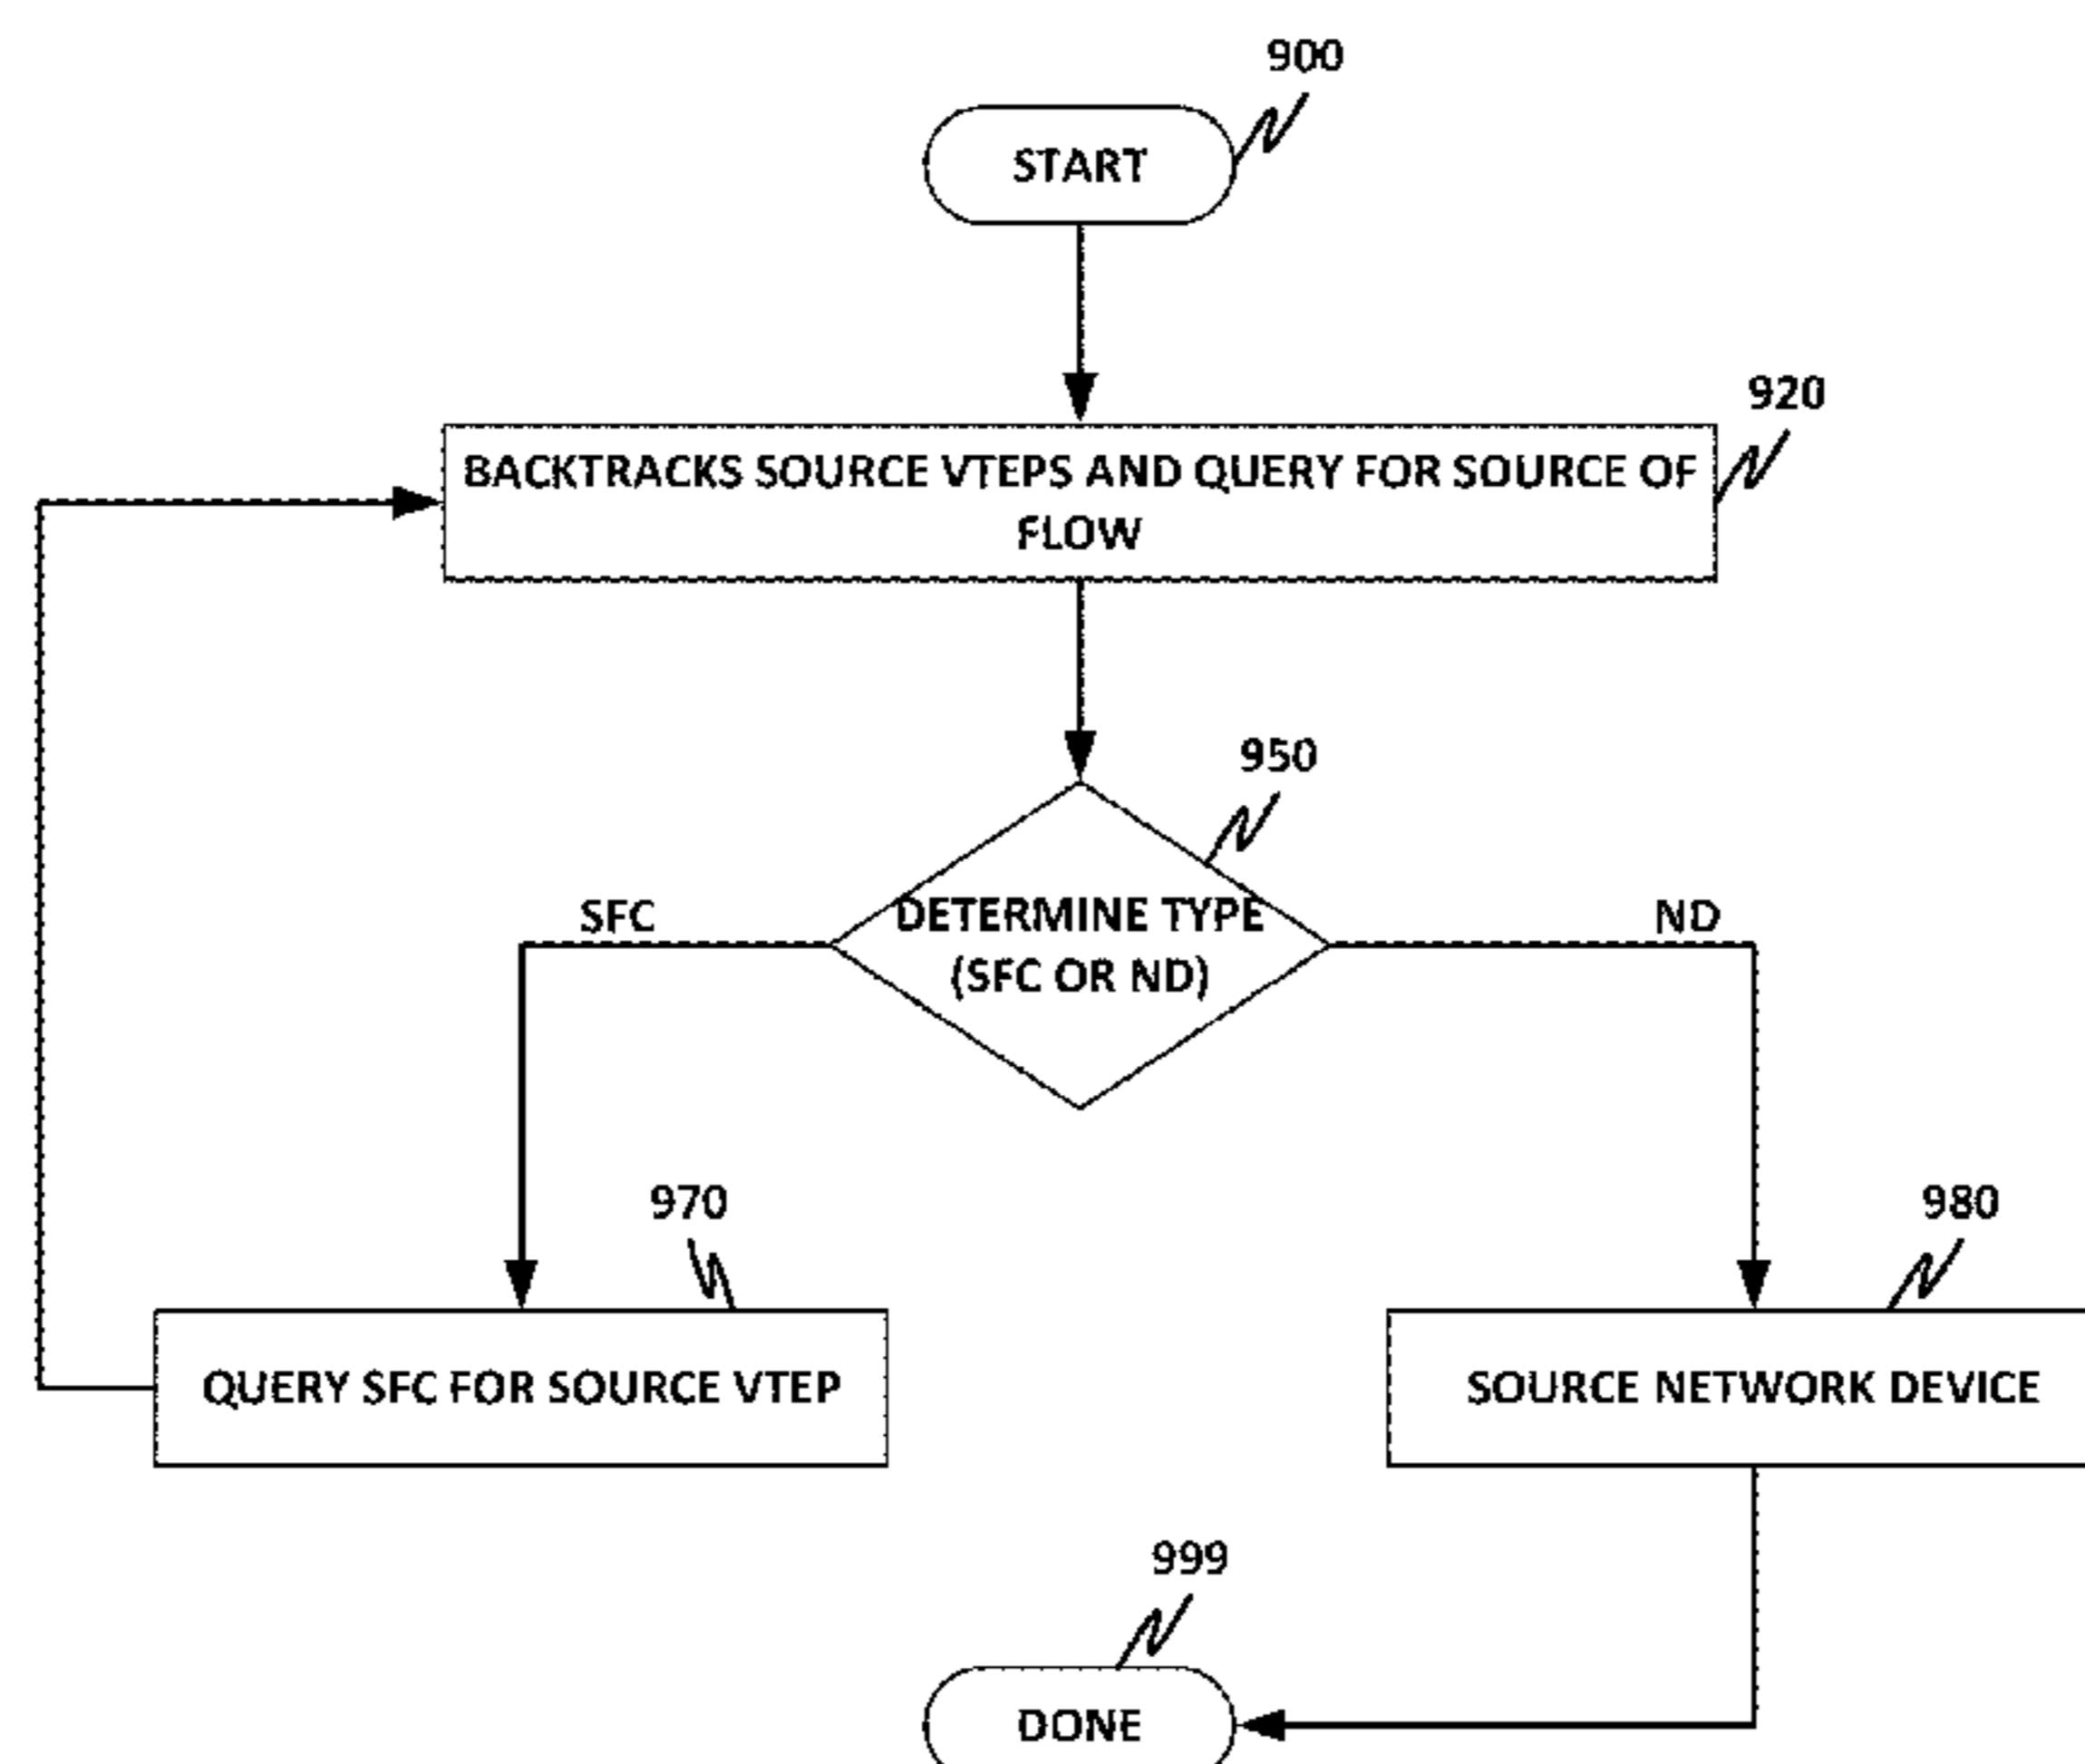 900
START
920
BACKTRACKS SOURCE VTEPS AND QUERY FOR SOURCE OF
FLOW
950
SFC
DETERMINE TYPE
(SFC OR ND)
ND
970
980
QUERY SFC FOR SOURCE VTEP
SOURCE NETWORK DEVICE
999
DONE